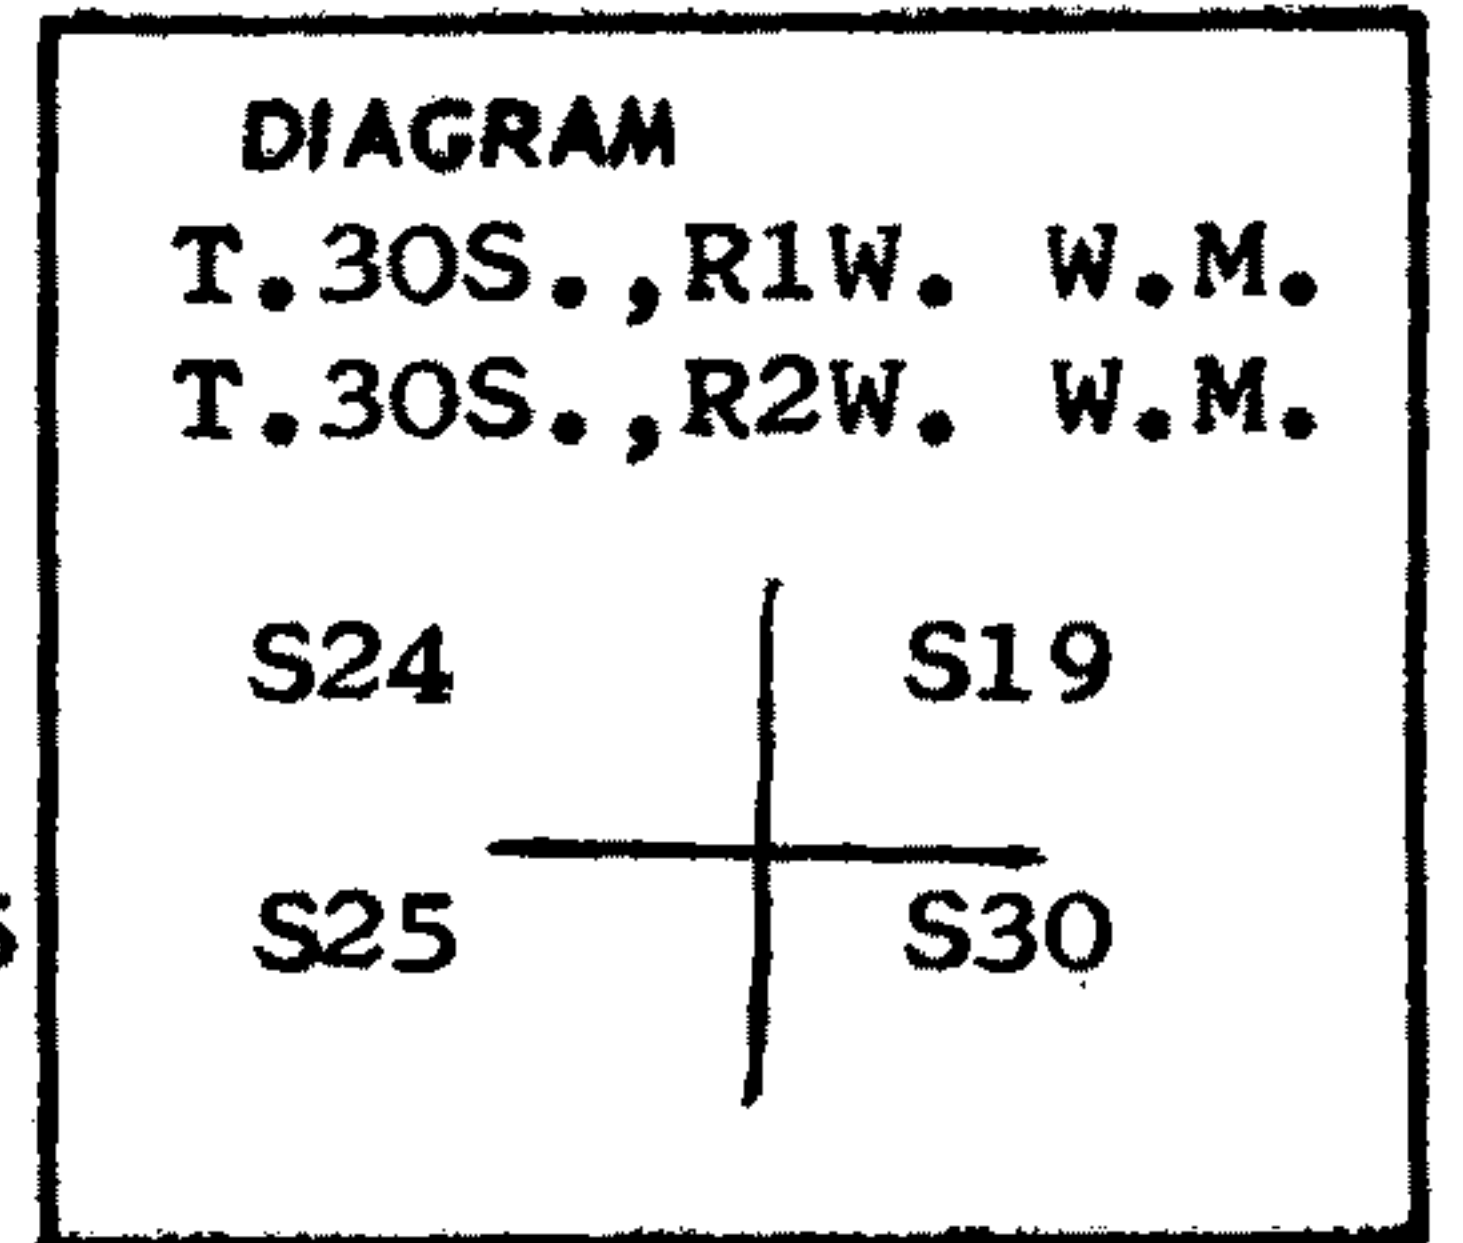 DIAGRAM
T.30S.,R1W. W.M.
T.30S.,R2W. W.M.
S24 S19
S25 S30